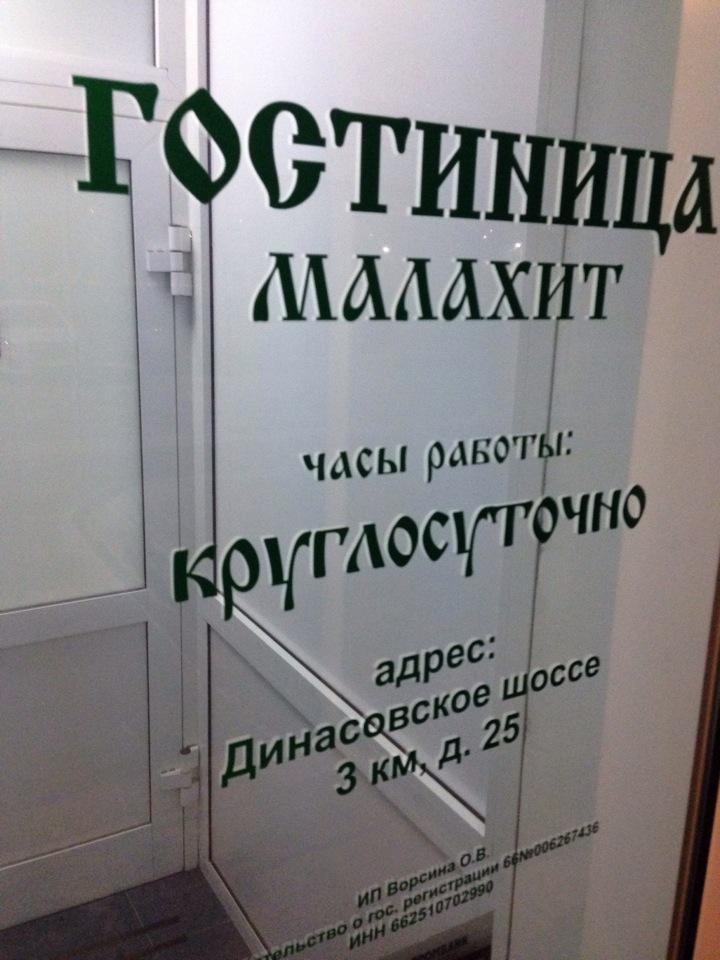 ГОСТИНИЦА
МАЛАХИТ
часы работы:
круглосуточно
адрес:
Динасовское шоссе
3 км, д. 25
ИП Ворсина О.В.
о гос. регистрации 66№006267436
ИНН 662510702990